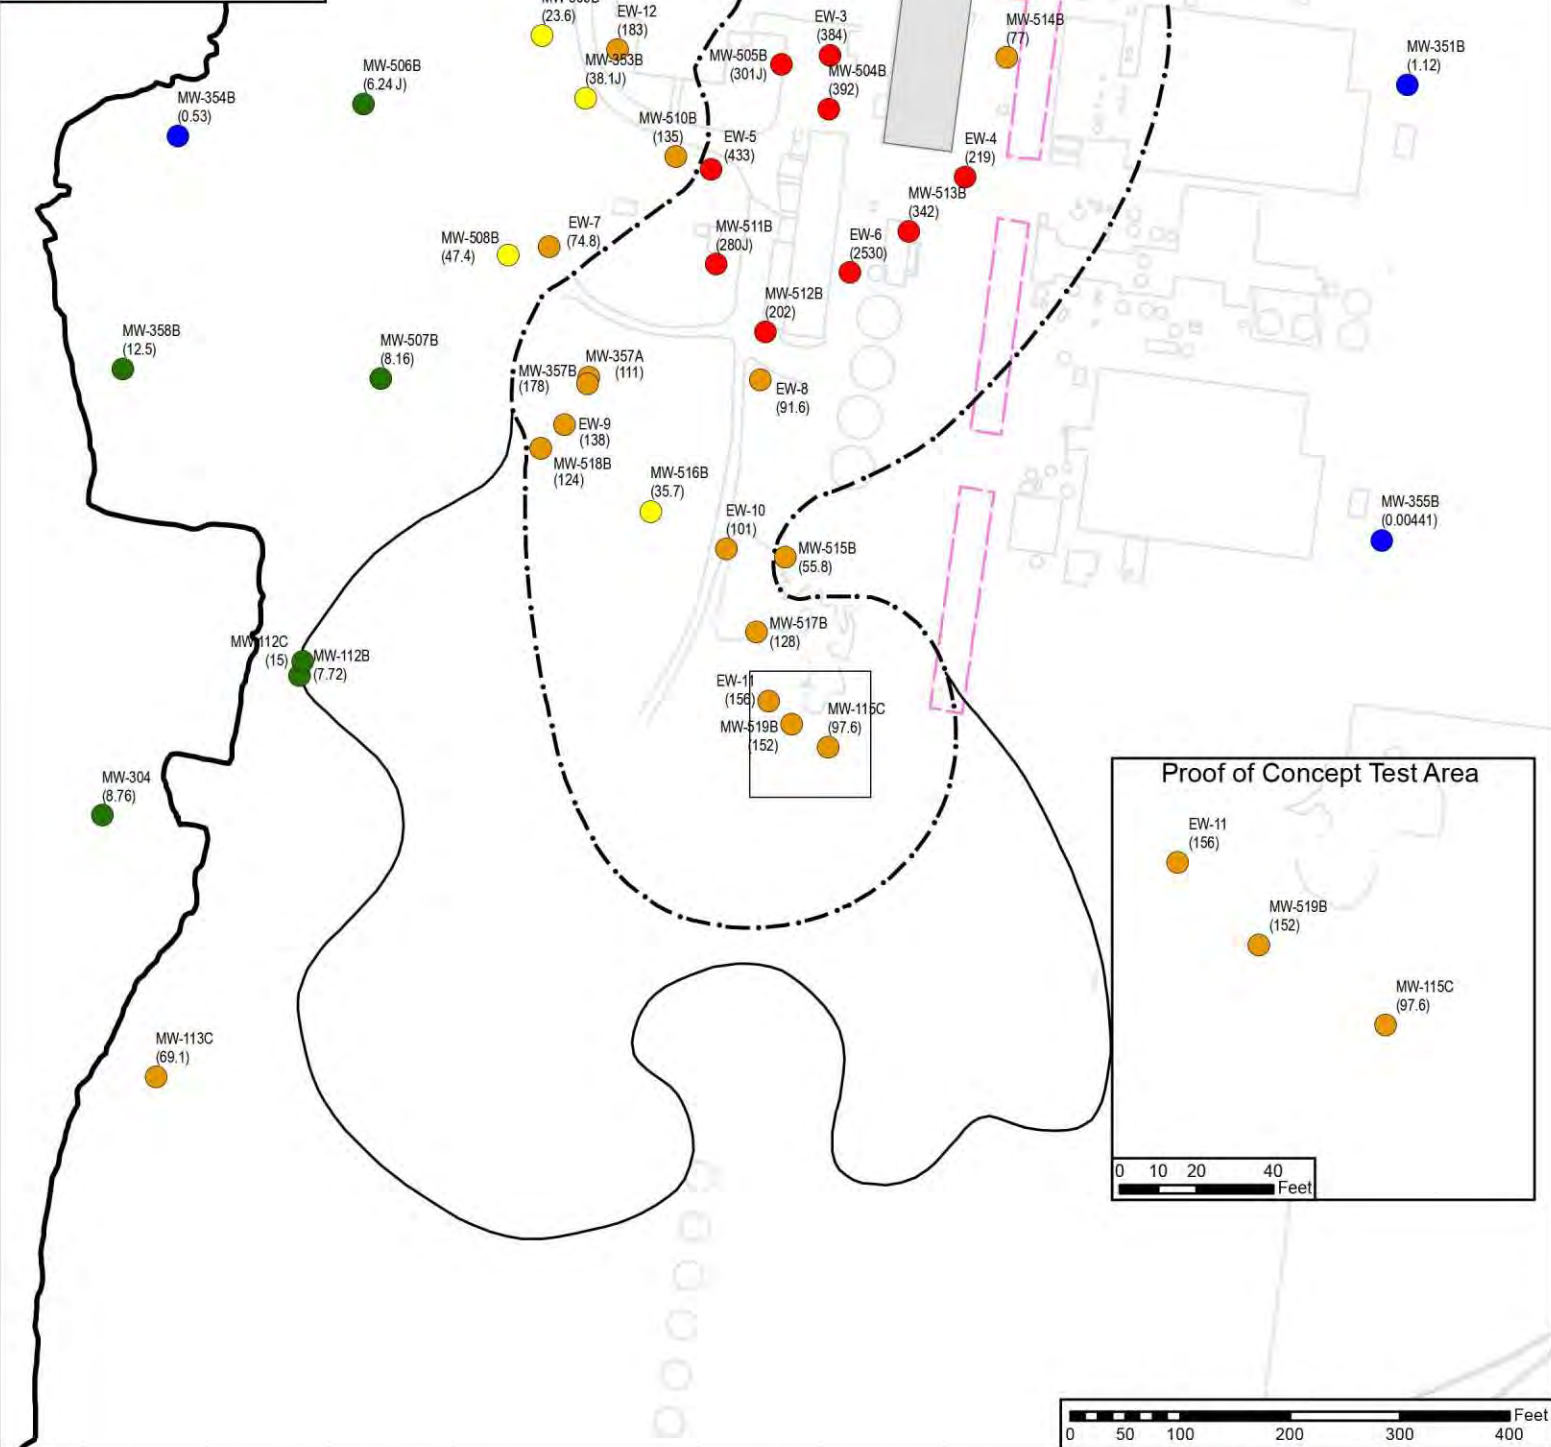 (23.6)
EW-12
(183)
EW-3
(384)
MW-514B
(77)
MW-351B
(1.12)
MW-506B
(6.24 J)
MW-353B
(38.1J)
MW-505B
(301J)
MW-504B
(392)
MW-354B
(0.53)
MW-510B
(135)
EW-5
(433)
EW-4
(219)
MW-513B
(342)
MW-508B
(47.4)
EW-7
(74.8)
MW-511B
(280J)
EW-6
(2530)
MW-512B
(202)
MW-358B
(12.5)
MW-507B
(8.16)
MW-357A
(111)
MW-357B
(178)
EW-8
(91.6)
EW-9
(138)
MW-518B
(124)
MW-516B
(35.7)
EW-10
(101)
MW-515B
(55.8)
MW-355B
(0.00441)
MW-517B
(128)
MW-112C
(15)
MW-112B
(7.72)
EW-11
(156)
MW-519B
(152)
MW-115C
(97.6)
MW-304
(8.76)
Proof of Concept Test Area
EW-11
(156)
MW-519B
(152)
MW-115C
(97.6)
MW-113C
(69.1)
0 10 20 40
Feet
Feet
0 50 100 200 300 400